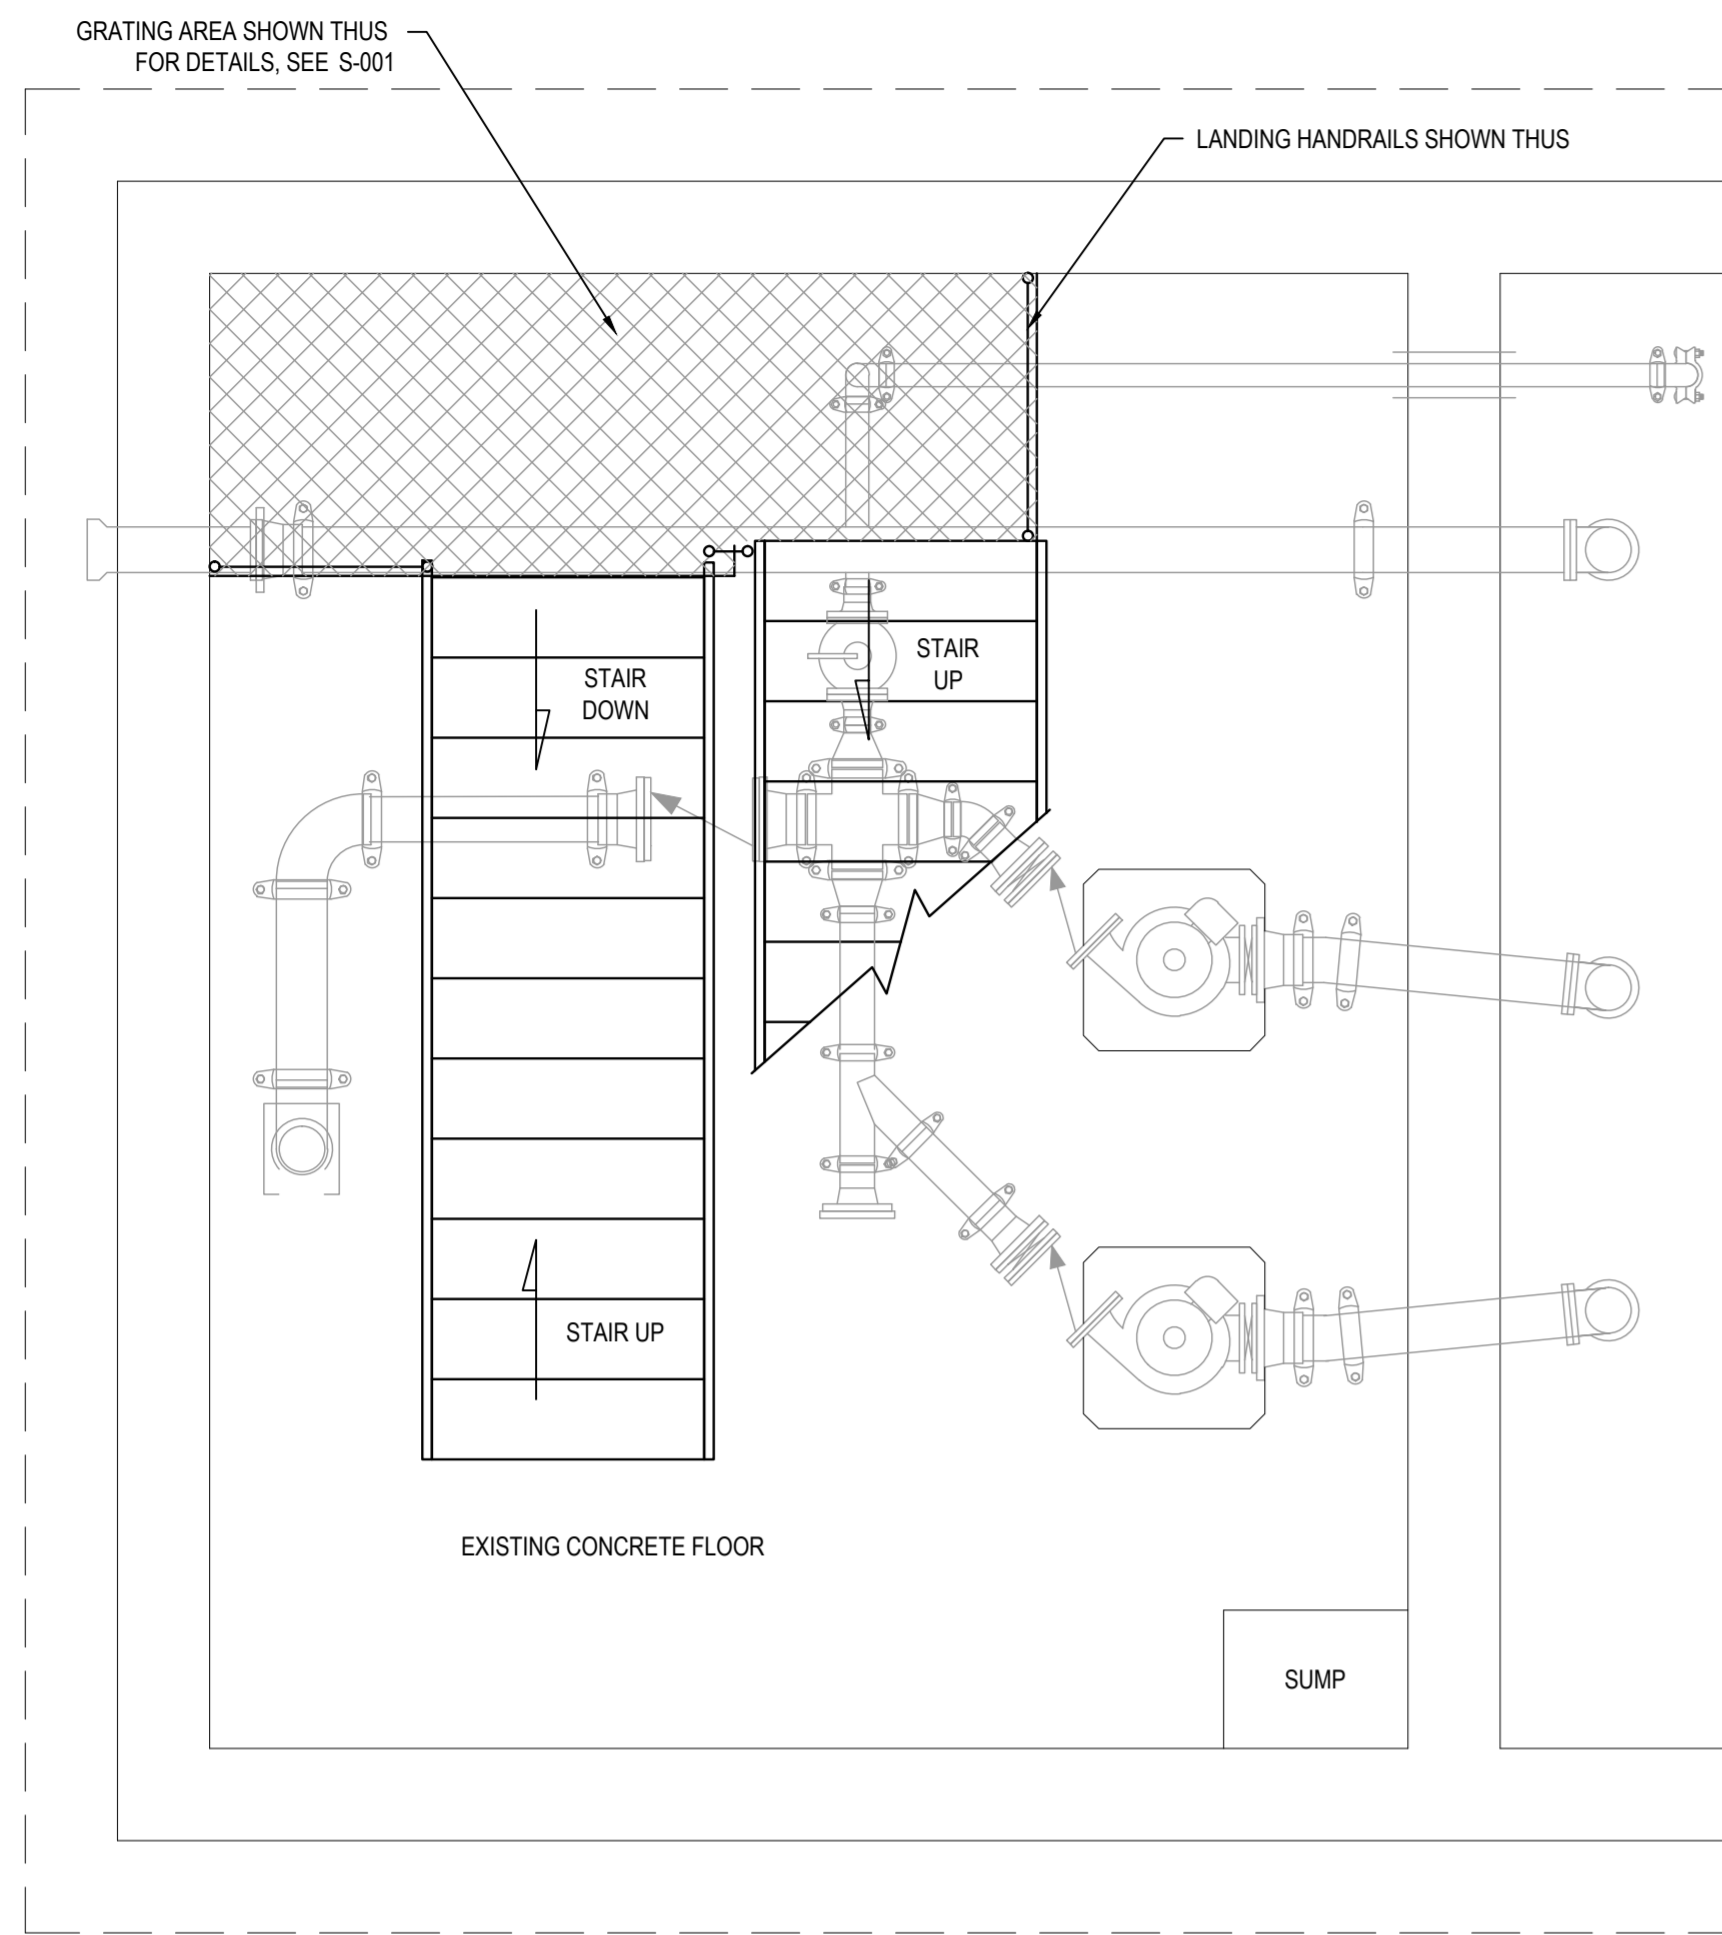 GRATING AREA SHOWN THUS
FOR DETAILS, SEE S-001
LANDING HANDRAILS SHOWN THUS
STAIR
UP
STAIR
DOWN
STAIR UP
EXISTING CONCRETE FLOOR
SUMP